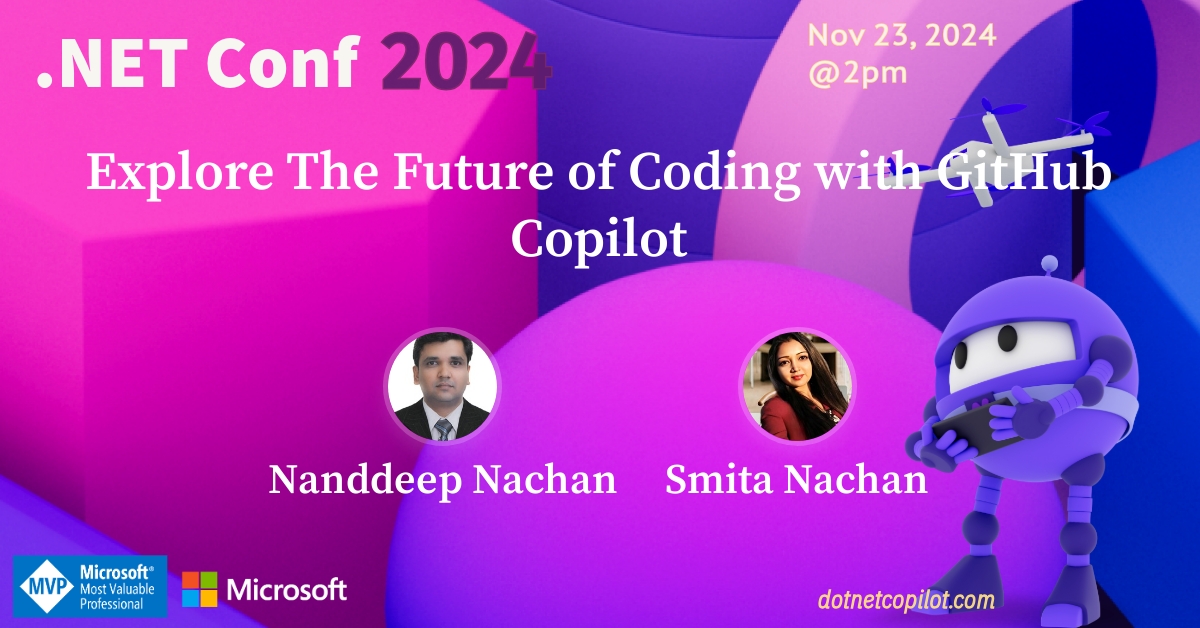 .NET Conf 2024
Nov 23, 2024
@2pm
Explore The Future of Coding with GitHub
Copilot
Nanddeep Nachan
Smita Nachan
MVP
Microsoft®
Most Valuable
Professional
Microsoft
dotnetcopilot.com